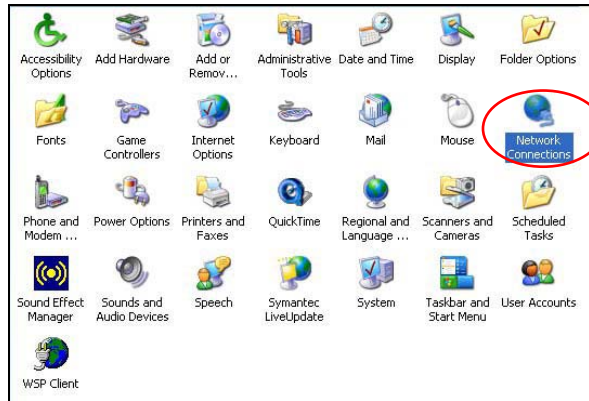 Accessibility Options
Add Hardware
Add or Remov...
Administrative Tools
Date and Time
Display
Folder Options
Fonts
Game Controllers
Internet Options
Keyboard
Mail
Mouse
Network Connections
Phone and Modem ...
Power Options
Printers and Faxes
QuickTime
Regional and Language ...
Scanners and Cameras
Scheduled Tasks
Sound Effect Manager
Sounds and Audio Devices
Speech
Symantec LiveUpdate
System
Taskbar and Start Menu
User Accounts
WSP Client